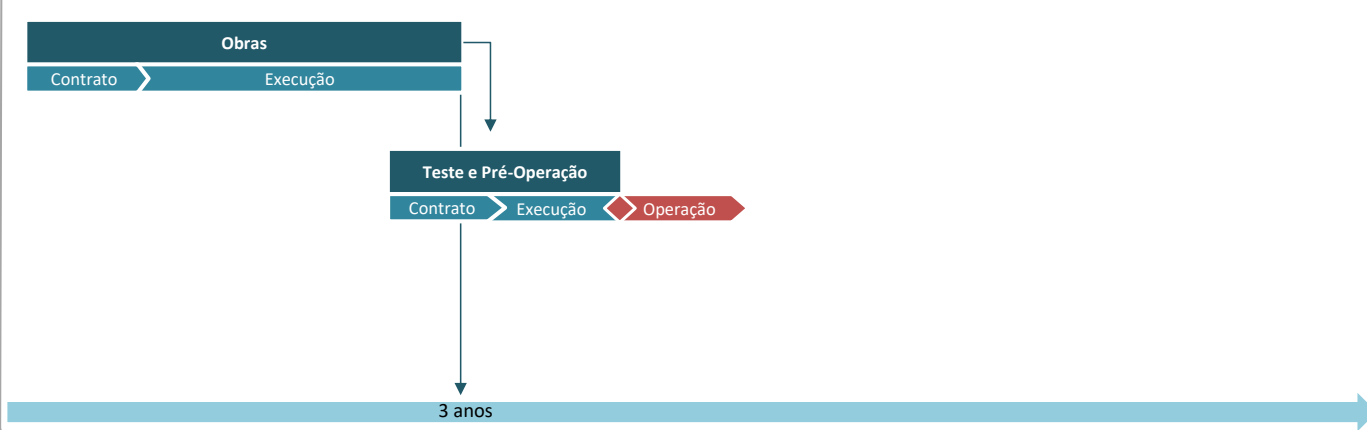 Obras
Contrato Execução
Teste e Pré-Operação
Contrato Execução Operação
3 anos